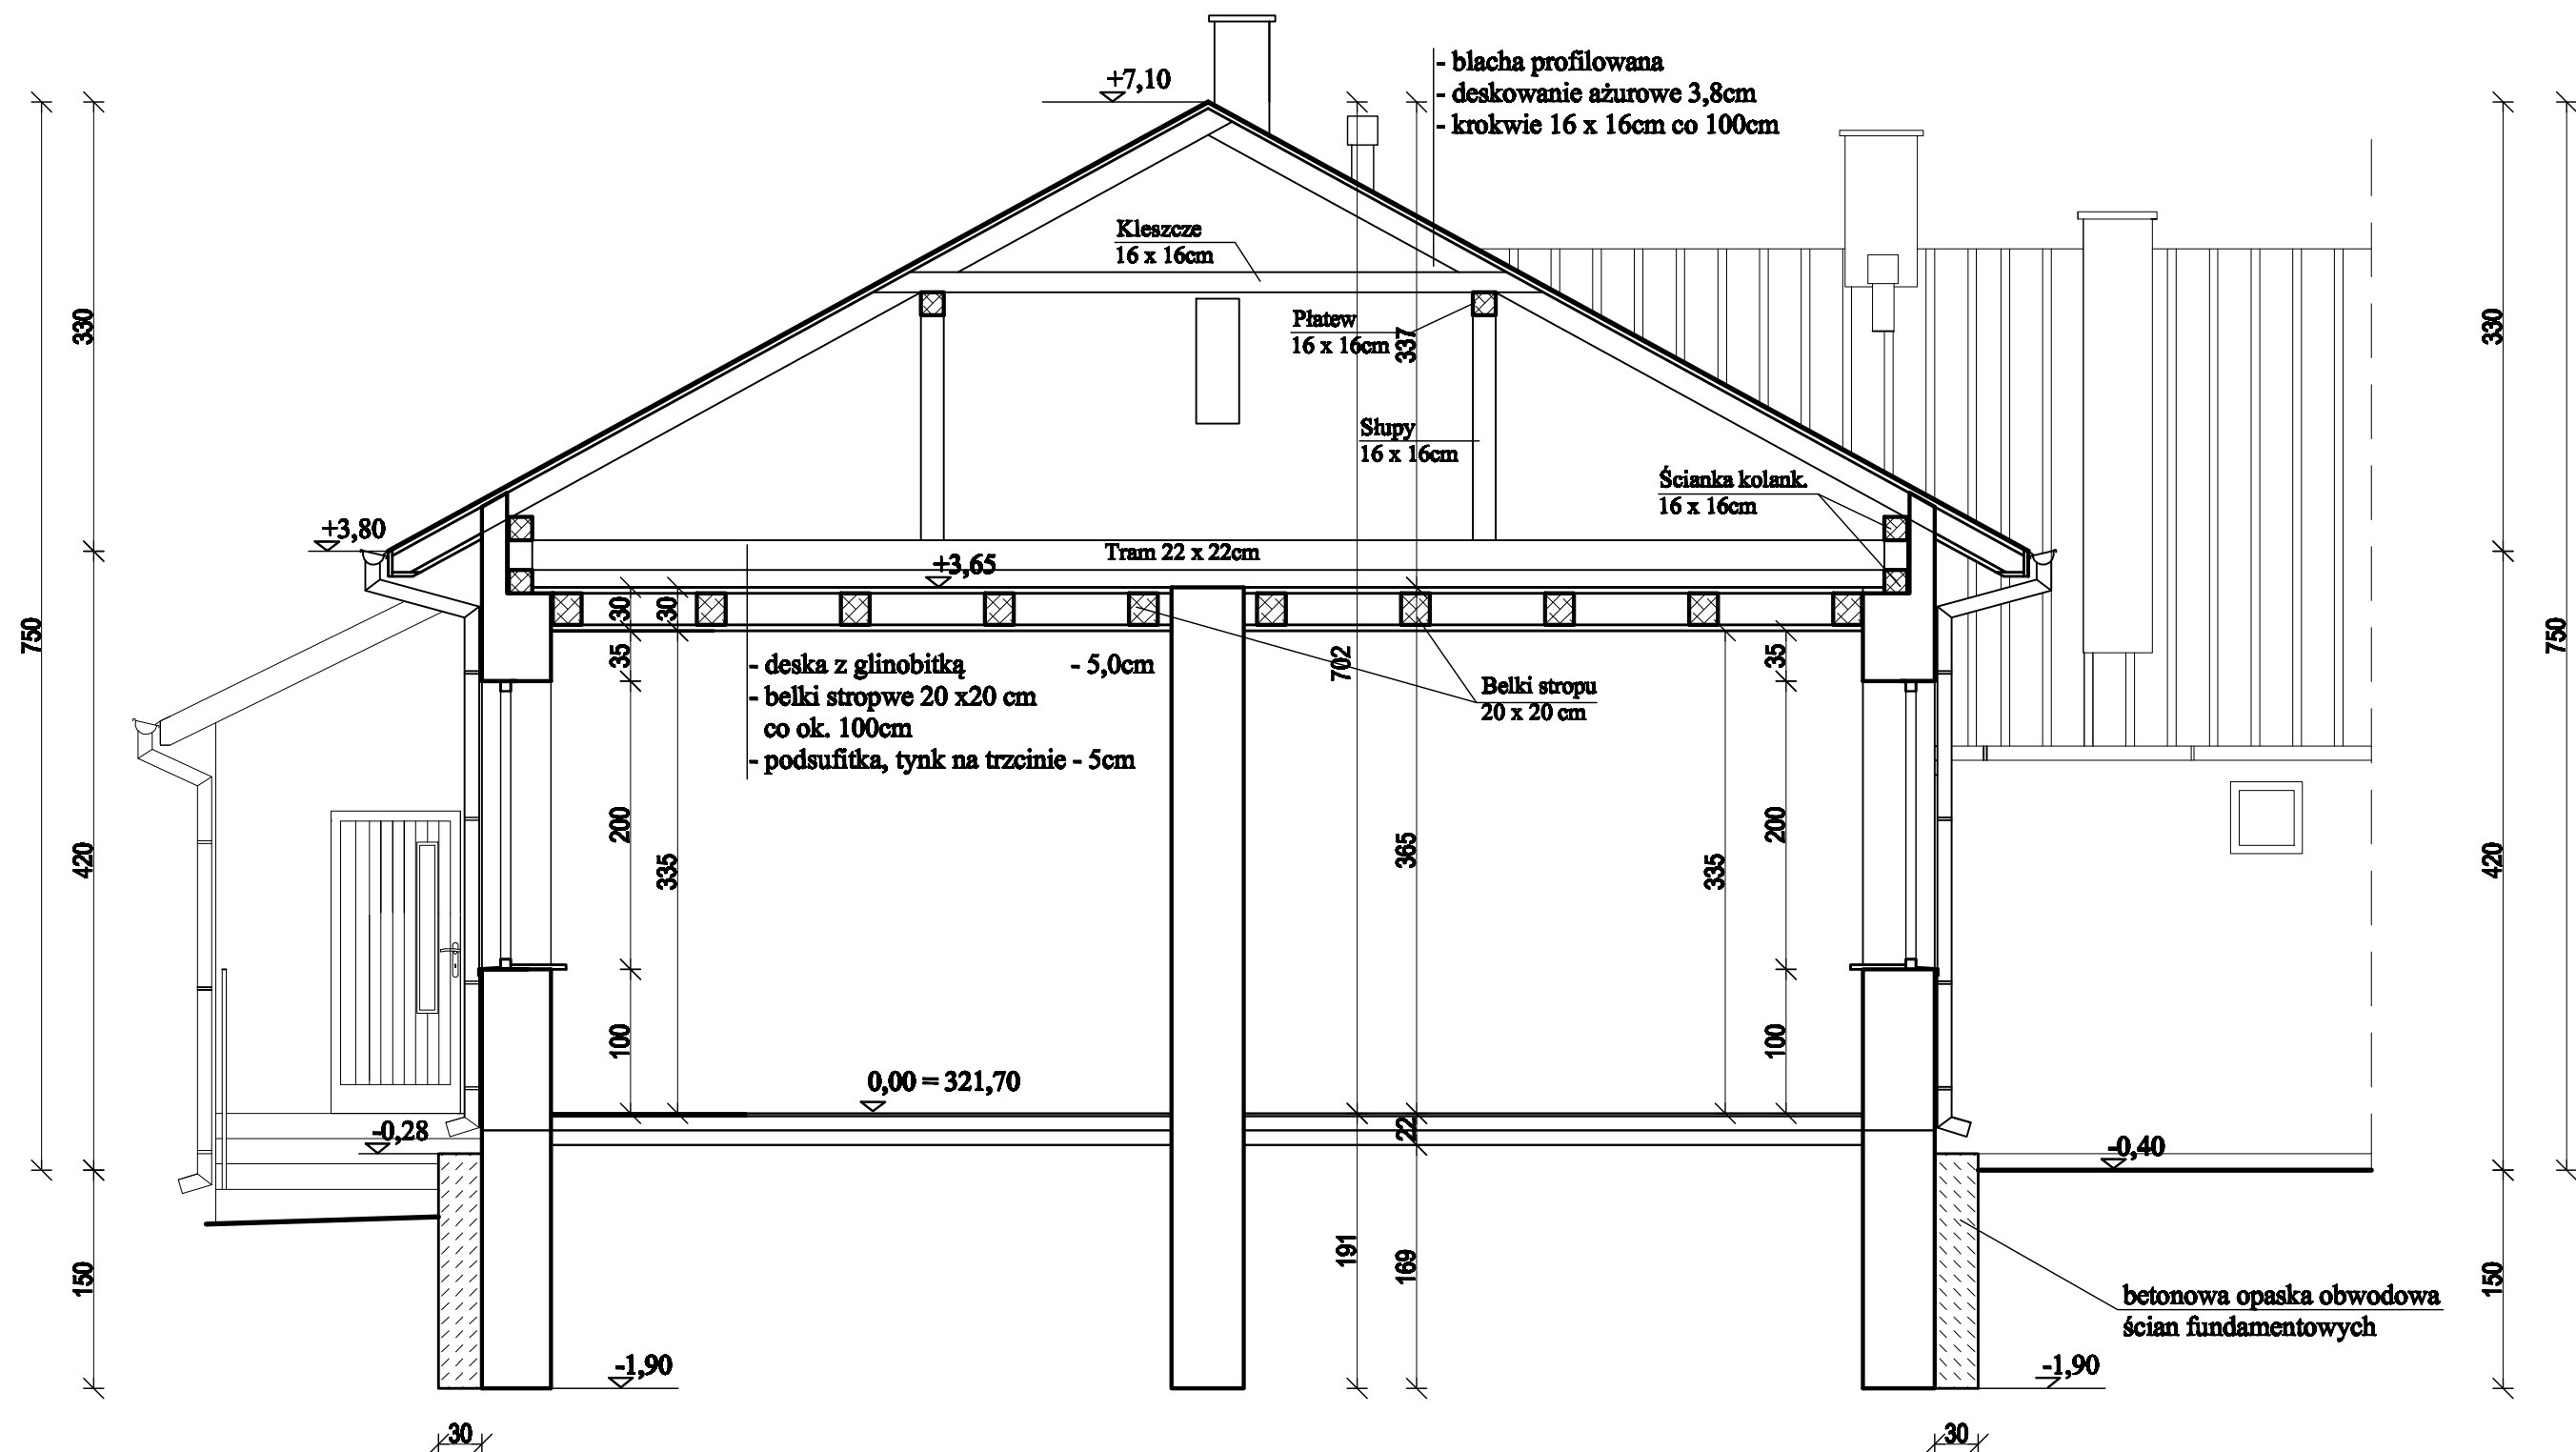 +7,10
- blacha profilowana
- deskowanie ażurowe 3,8cm
- krokwie 16 x 16cm co 100cm
Kleszcze
16 x 16cm
Płatew
16 x 16cm
337
330
330
Słupy
16 x 16cm
Ścianka kolank.
16 x 16cm
+3,80
Tram 22 x 22cm
+3,65
30
30
750
750
35
35
702
- deska z glinobitką - 5,0cm
- belki stropwe 20 x20 cm
co ok. 100cm
- podsufitka, tynk na trzcinie - 5cm
Belki stropu
20 x 20 cm
200
200
420
335
365
335
420
100
100
0,00 = 321,70
-0,28
22
-0,40
150
191
169
150
betonowa opaska obwodowa
ścian fundamentowych
-1,90
-1,90
30
30